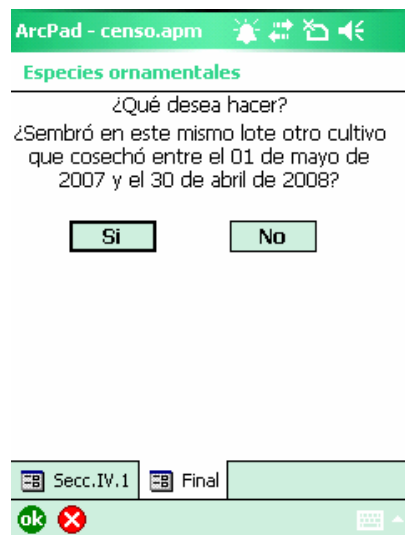 ArcPad - censo.apm
Especies ornamentales
¿Qué desea hacer?
¿Sembró en este mismo lote otro cultivo
que cosechó entre el 01 de mayo de
2007 y el 30 de abril de 2008?
Si No
Secc.IV.1 Final
ok